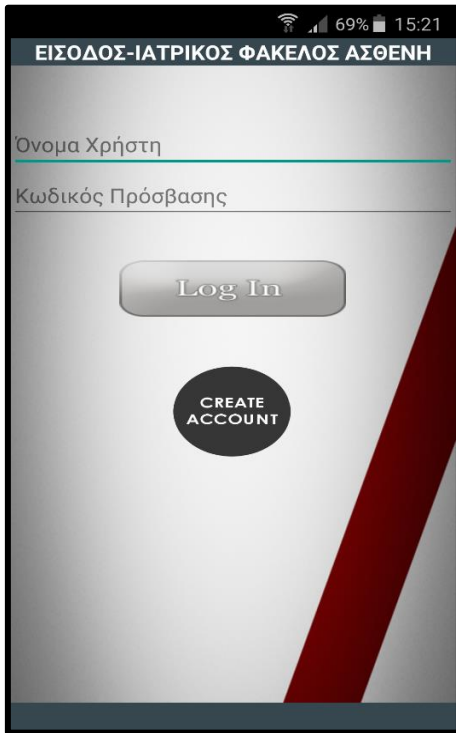 69% 15:21
ΕΙΣΟΔΟΣ-ΙΑΤΡΙΚΟΣ ΦΑΚΕΛΟΣ ΑΣΘΕΝΗ
Όνομα Χρήστη
Κωδικός Πρόσβασης
Log In
CREATE
ACCOUNT